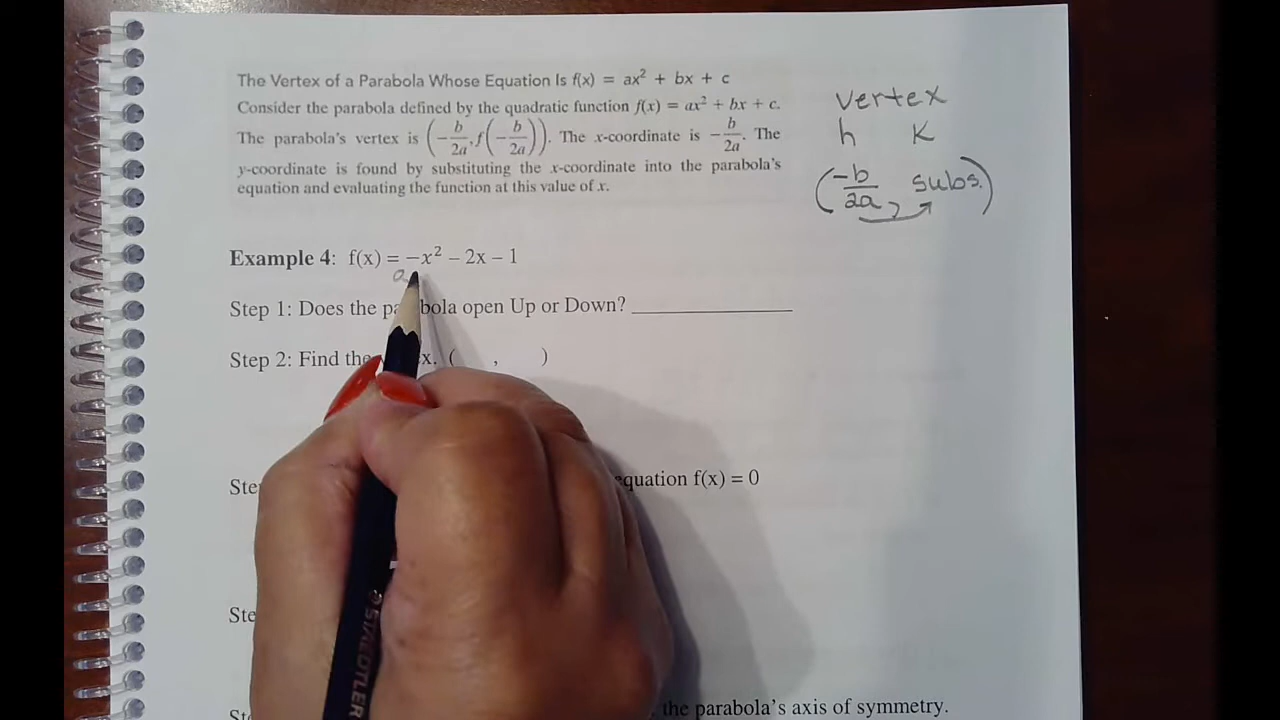 The Vertex of a Parabola Whose Equation Is f(x) = ax² + bx + c
Consider the parabola defined by the quadratic function f(x) = ax² + bx + c.
The parabola's vertex is (−b/2a, f(−b/2a)). The x-coordinate is −b/2a. The
y-coordinate is found by substituting the x-coordinate into the parabola's
equation and evaluating the function at this value of x.
vertex
h K
(-b/2a, subs.)
Example 4: f(x) = −x² − 2x − 1
a
Step 1: Does the parabola open Up or Down? ____________
Step 2: Find the x. ( , )
equation f(x) = 0
the parabola's axis of symmetry.
STAEDTLER